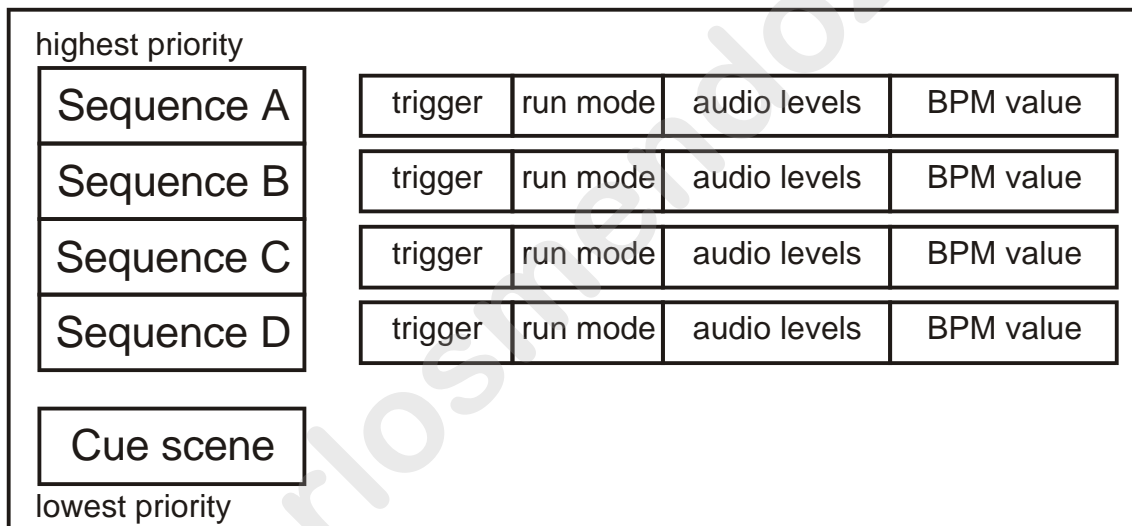 highest priority
Sequence A trigger run mode audio levels BPM value
Sequence B trigger run mode audio levels BPM value
Sequence C trigger run mode audio levels BPM value
Sequence D trigger run mode audio levels BPM value
Cue scene
lowest priority
rlosmendoz